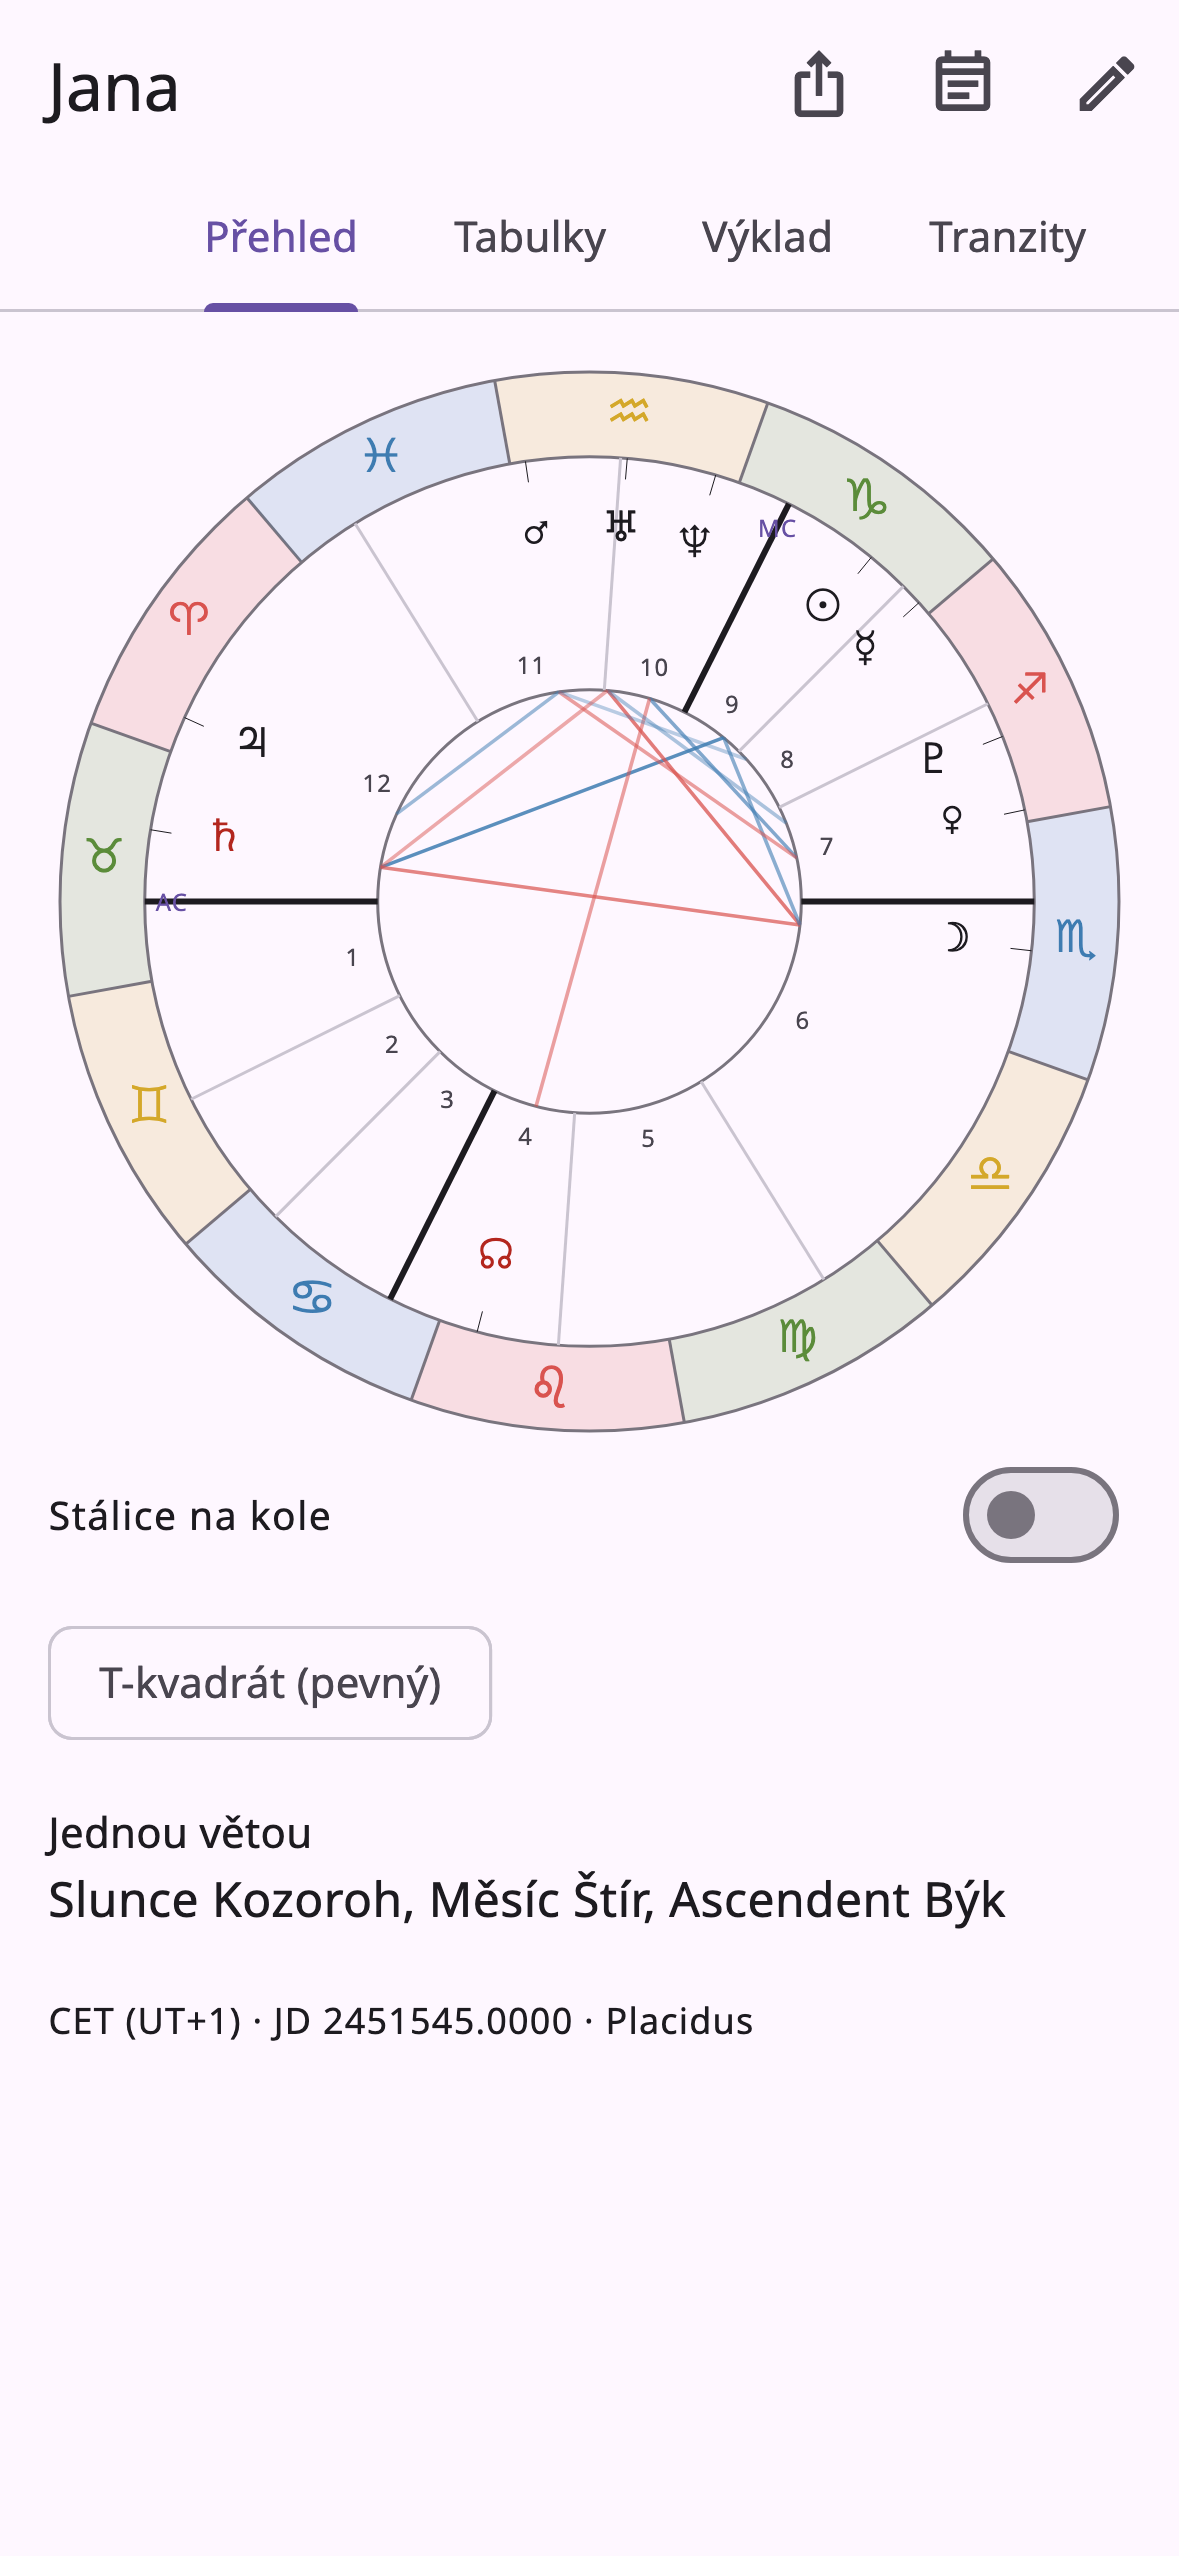 Jana
Přehled Tabulky Výklad Tranzity
MC
11 10
9
8
12
7
AC
1
6
2
3
4 5
Stálice na kole
T-kvadrát (pevný)
Jednou větou
Slunce Kozoroh, Měsíc Štír, Ascendent Býk
CET (UT+1) · JD 2451545.0000 · Placidus